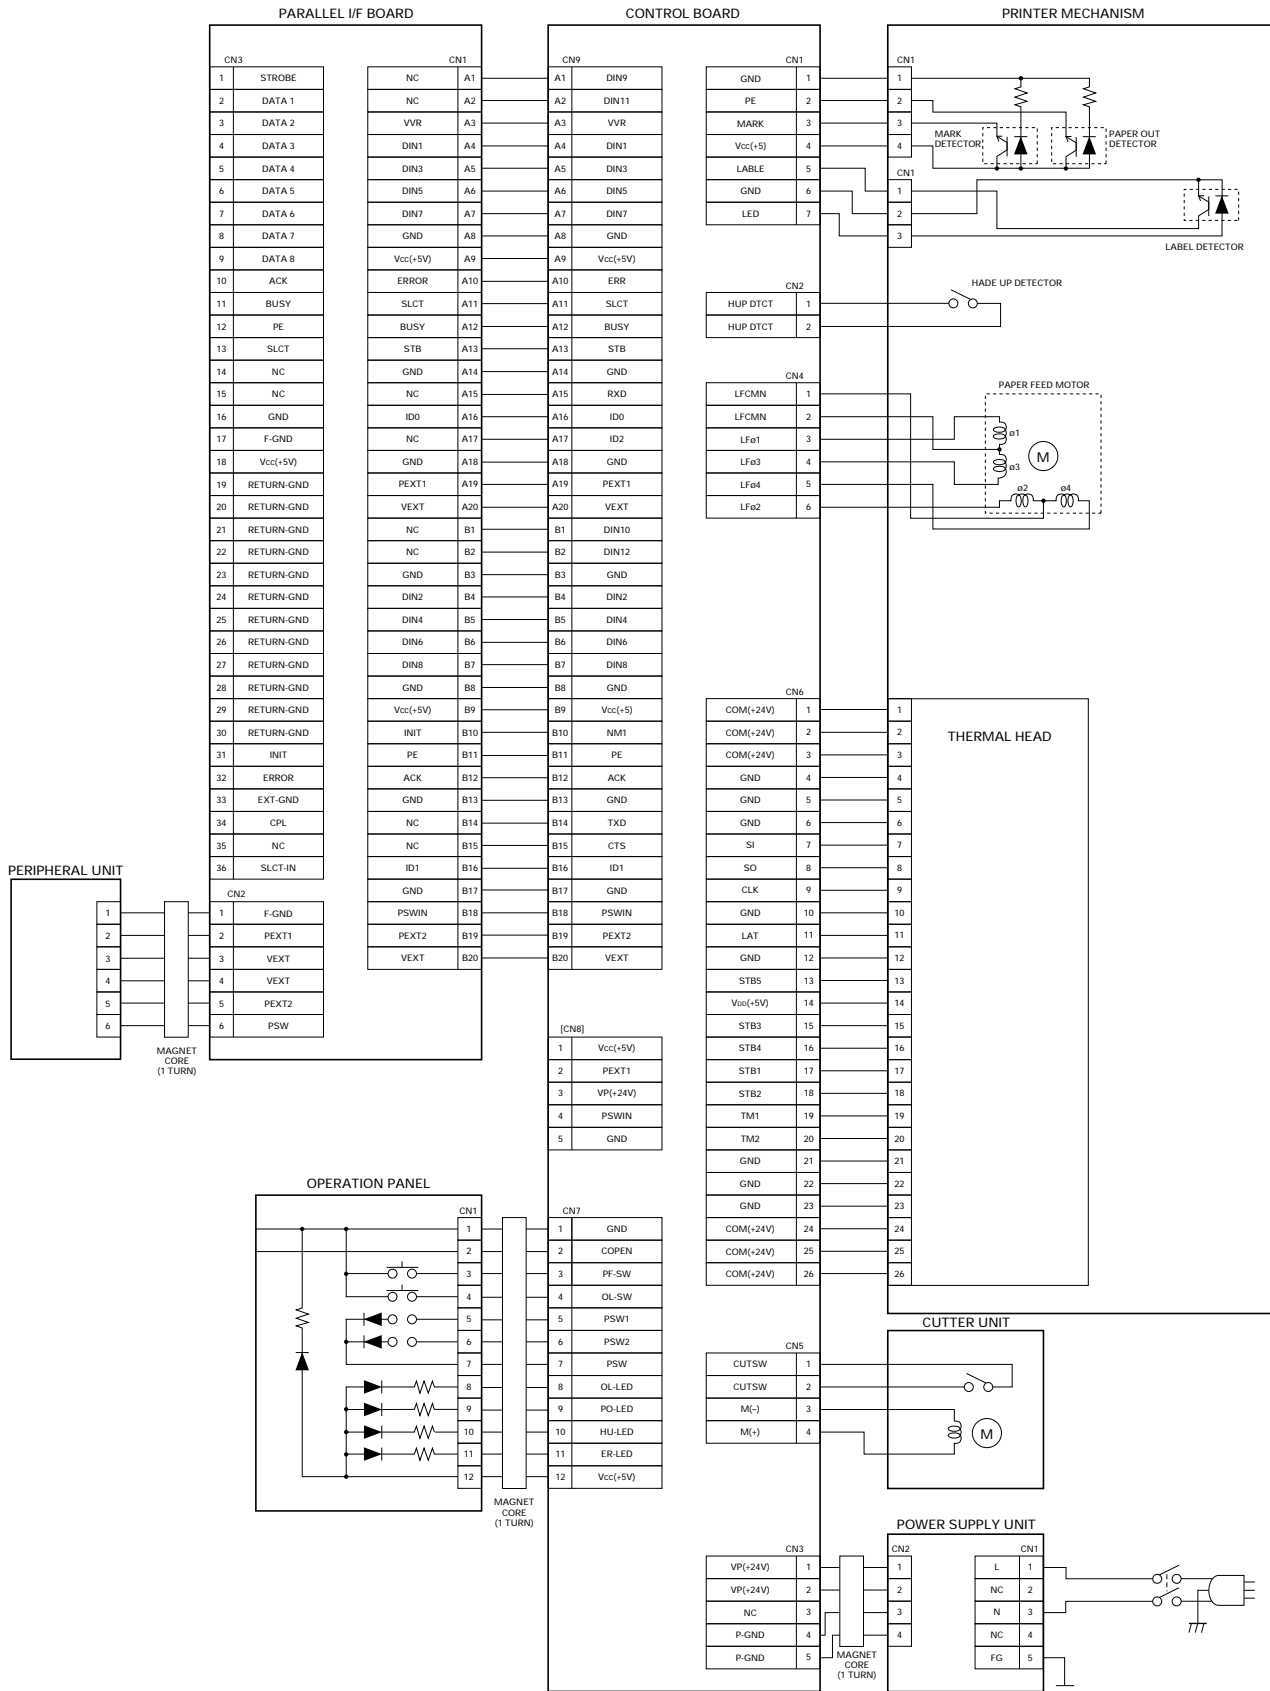 PARALLEL I/F BOARD
CN3
1 STROBE
2 DATA 1
3 DATA 2
4 DATA 3
5 DATA 4
6 DATA 5
7 DATA 6
8 DATA 7
9 DATA 8
10 ACK
11 BUSY
12 PE
13 SLCT
14 NC
15 NC
16 GND
17 F-GND
18 Vcc(+5V)
19 RETURN-GND
20 RETURN-GND
21 RETURN-GND
22 RETURN-GND
23 RETURN-GND
24 RETURN-GND
25 RETURN-GND
26 RETURN-GND
27 RETURN-GND
28 RETURN-GND
29 RETURN-GND
30 RETURN-GND
31 INIT
32 ERROR
33 EXT-GND
34 CPL
35 NC
36 SLCT-IN
CN1
NC A1
NC A2
VVR A3
DIN1 A4
DIN3 A5
DIN5 A6
DIN7 A7
GND A8
Vcc(+5V) A9
ERROR A10
SLCT A11
BUSY A12
STB A13
GND A14
NC A15
ID0 A16
NC A17
GND A18
PEXT1 A19
VEXT A20
NC B1
NC B2
GND B3
DIN2 B4
DIN4 B5
DIN6 B6
DIN8 B7
GND B8
Vcc(+5V) B9
INIT B10
PE B11
ACK B12
GND B13
NC B14
NC B15
ID1 B16
GND B17
PSWIN B18
PEXT2 B19
VEXT B20
PERIPHERAL UNIT
1
2
3
4
5
6
MAGNET
CORE
(1 TURN)
CN2
1 F-GND
2 PEXT1
3 VEXT
4 VEXT
5 PEXT2
6 PSW
CONTROL BOARD
CN9
A1 DIN9
A2 DIN11
A3 VVR
A4 DIN1
A5 DIN3
A6 DIN5
A7 DIN7
A8 GND
A9 Vcc(+5V)
A10 ERR
A11 SLCT
A12 BUSY
A13 STB
A14 GND
A15 RXD
A16 ID0
A17 ID2
A18 GND
A19 PEXT1
A20 VEXT
B1 DIN10
B2 DIN12
B3 GND
B4 DIN2
B5 DIN4
B6 DIN6
B7 DIN8
B8 GND
B9 Vcc(+5)
B10 NM1
B11 PE
B12 ACK
B13 GND
B14 TXD
B15 CTS
B16 ID1
B17 GND
B18 PSWIN
B19 PEXT2
B20 VEXT
[CN8]
1 Vcc(+5V)
2 PEXT1
3 VP(+24V)
4 PSWIN
5 GND
OPERATION PANEL
CN1
1
2
3
4
5
6
7
8
9
10
11
12
MAGNET
CORE
(1 TURN)
CN7
1 GND
2 COPEN
3 PF-SW
4 OL-SW
5 PSW1
6 PSW2
7 PSW
8 OL-LED
9 PO-LED
10 HU-LED
11 ER-LED
12 Vcc(+5V)
CN1
GND 1
PE 2
MARK 3
Vcc(+5) 4
LABLE 5
GND 6
LED 7
CN2
HUP DTCT 1
HUP DTCT 2
CN4
LFCMN 1
LFCMN 2
LFø1 3
LFø3 4
LFø4 5
LFø2 6
CN6
COM(+24V) 1
COM(+24V) 2
COM(+24V) 3
GND 4
GND 5
GND 6
SI 7
SO 8
CLK 9
GND 10
LAT 11
GND 12
STB5 13
VDD(+5V) 14
STB3 15
STB4 16
STB1 17
STB2 18
TM1 19
TM2 20
GND 21
GND 22
GND 23
COM(+24V) 24
COM(+24V) 25
COM(+24V) 26
CN5
CUTSW 1
CUTSW 2
M(–) 3
M(+) 4
CN3
VP(+24V) 1
VP(+24V) 2
NC 3
P-GND 4
P-GND 5
MAGNET
CORE
(1 TURN)
PRINTER MECHANISM
CN1
1
2
3
4
MARK
DETECTOR
PAPER OUT
DETECTOR
CN1
1
2
3
LABEL DETECTOR
HADE UP DETECTOR
PAPER FEED MOTOR
ø1
M
ø3
ø2 ø4
THERMAL HEAD
1
2
3
4
5
6
7
8
9
10
11
12
13
14
15
16
17
18
19
20
21
22
23
24
25
26
CUTTER UNIT
M
POWER SUPPLY UNIT
CN2
1
2
3
4
CN1
L 1
NC 2
N 3
NC 4
FG 5